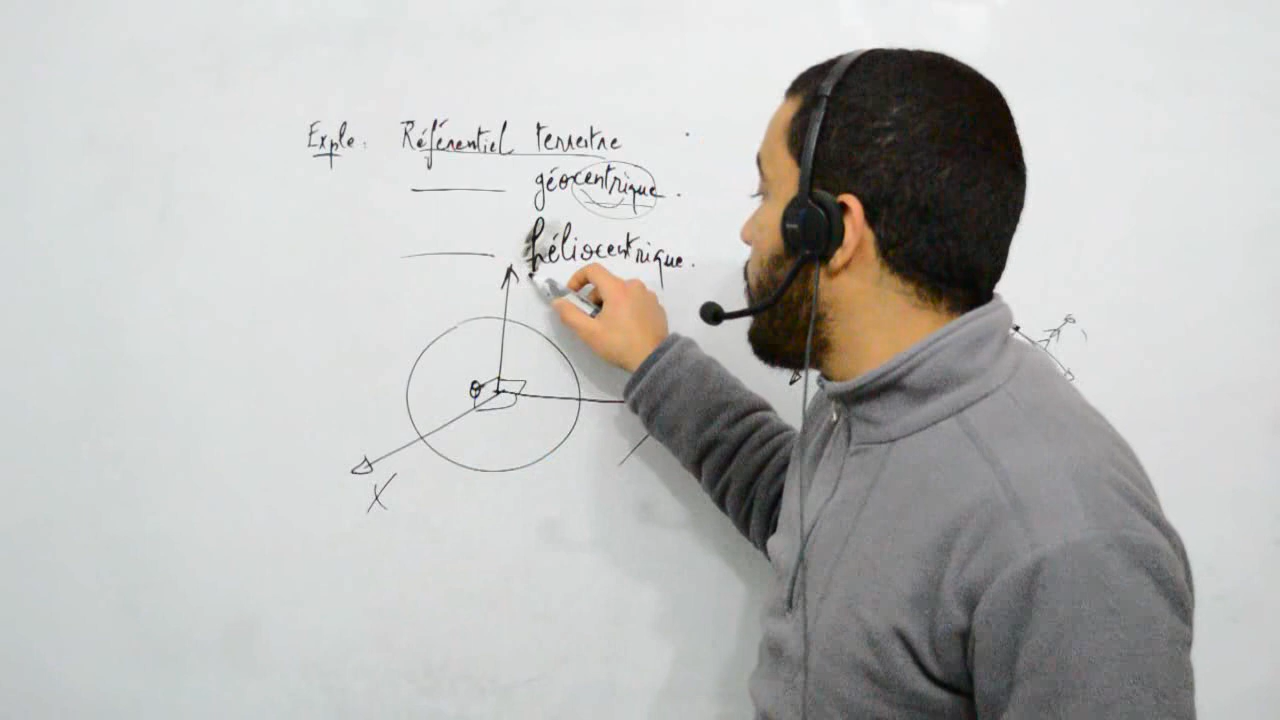 Exple : Référentiel terrestre
géocentrique.
héliocentrique.
O
X